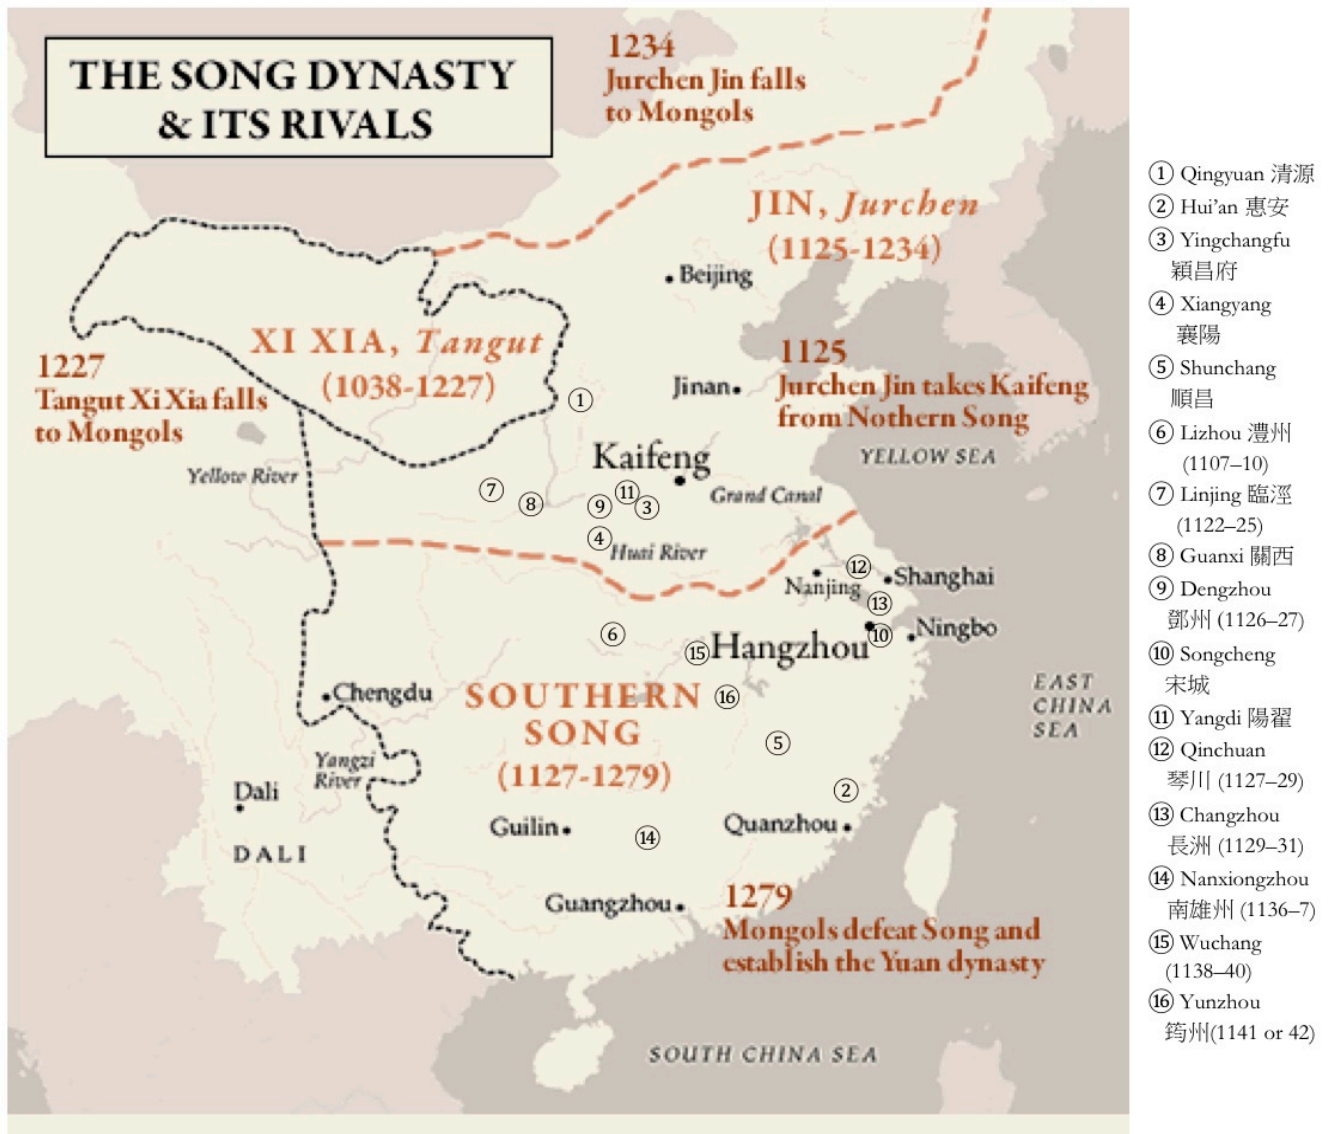 THE SONG DYNASTY
& ITS RIVALS
1234
Jurchen Jin falls
to Mongols
JIN, Jurchen
(1125-1234)
Beijing
XI XIA, Tangut
(1038-1227)
1227
Tangut Xi Xia falls
to Mongols
1125
Jurchen Jin takes Kaifeng
from Nothern Song
Jinan
①
Kaifeng
YELLOW SEA
Yellow River
⑦
⑧
⑨
⑪
③
Grand Canal
④
Huai River
⑫
Nanjing
Shanghai
⑬
⑥
⑮
Hangzhou
⑩
Ningbo
Chengdu
SOUTHERN
SONG
(1127-1279)
⑯
⑤
EAST
CHINA
SEA
Yangzi
River
Dali
DALI
②
Guilin
⑭
Quanzhou
Guangzhou
1279
Mongols defeat Song and
establish the Yuan dynasty
SOUTH CHINA SEA
① Qingyuan 清源
② Hui'an 惠安
③ Yingchangfu
穎昌府
④ Xiangyang
襄陽
⑤ Shunchang
順昌
⑥ Lizhou 澧州
(1107–10)
⑦ Linjing 臨涇
(1122–25)
⑧ Guanxi 關西
⑨ Dengzhou
鄧州 (1126–27)
⑩ Songcheng
宋城
⑪ Yangdi 陽翟
⑫ Qinchuan
琴川 (1127–29)
⑬ Changzhou
長洲 (1129–31)
⑭ Nanxiongzhou
南雄州 (1136–7)
⑮ Wuchang
(1138–40)
⑯ Yunzhou
筠州(1141 or 42)